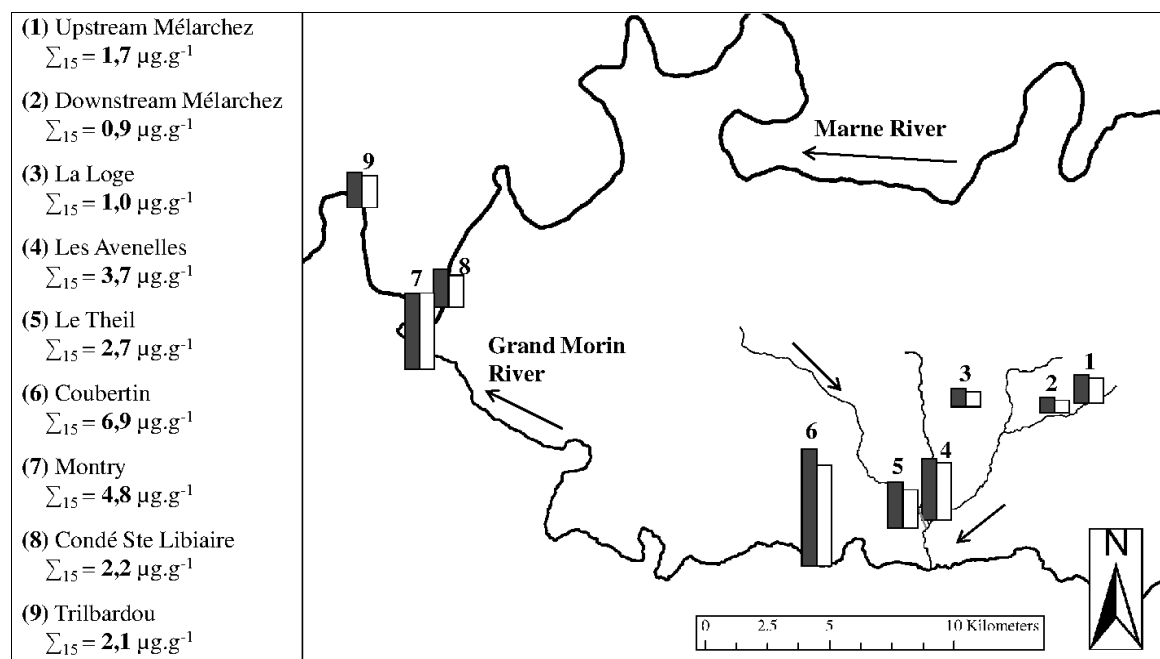 (1) Upstream Mélarchez
∑15 = 1,7 µg.g-1
(2) Downstream Mélarchez
∑15 = 0,9 µg.g-1
(3) La Loge
∑15 = 1,0 µg.g-1
(4) Les Avenelles
∑15 = 3,7 µg.g-1
(5) Le Theil
∑15 = 2,7 µg.g-1
(6) Coubertin
∑15 = 6,9 µg.g-1
(7) Montry
∑15 = 4,8 µg.g-1
(8) Condé Ste Libiaire
∑15 = 2,2 µg.g-1
(9) Trilbardou
∑15 = 2,1 µg.g-1
Marne River
9
8
7
Grand Morin
River
1
2
3
6
5
4
N
0 2.5 5 10 Kilometers